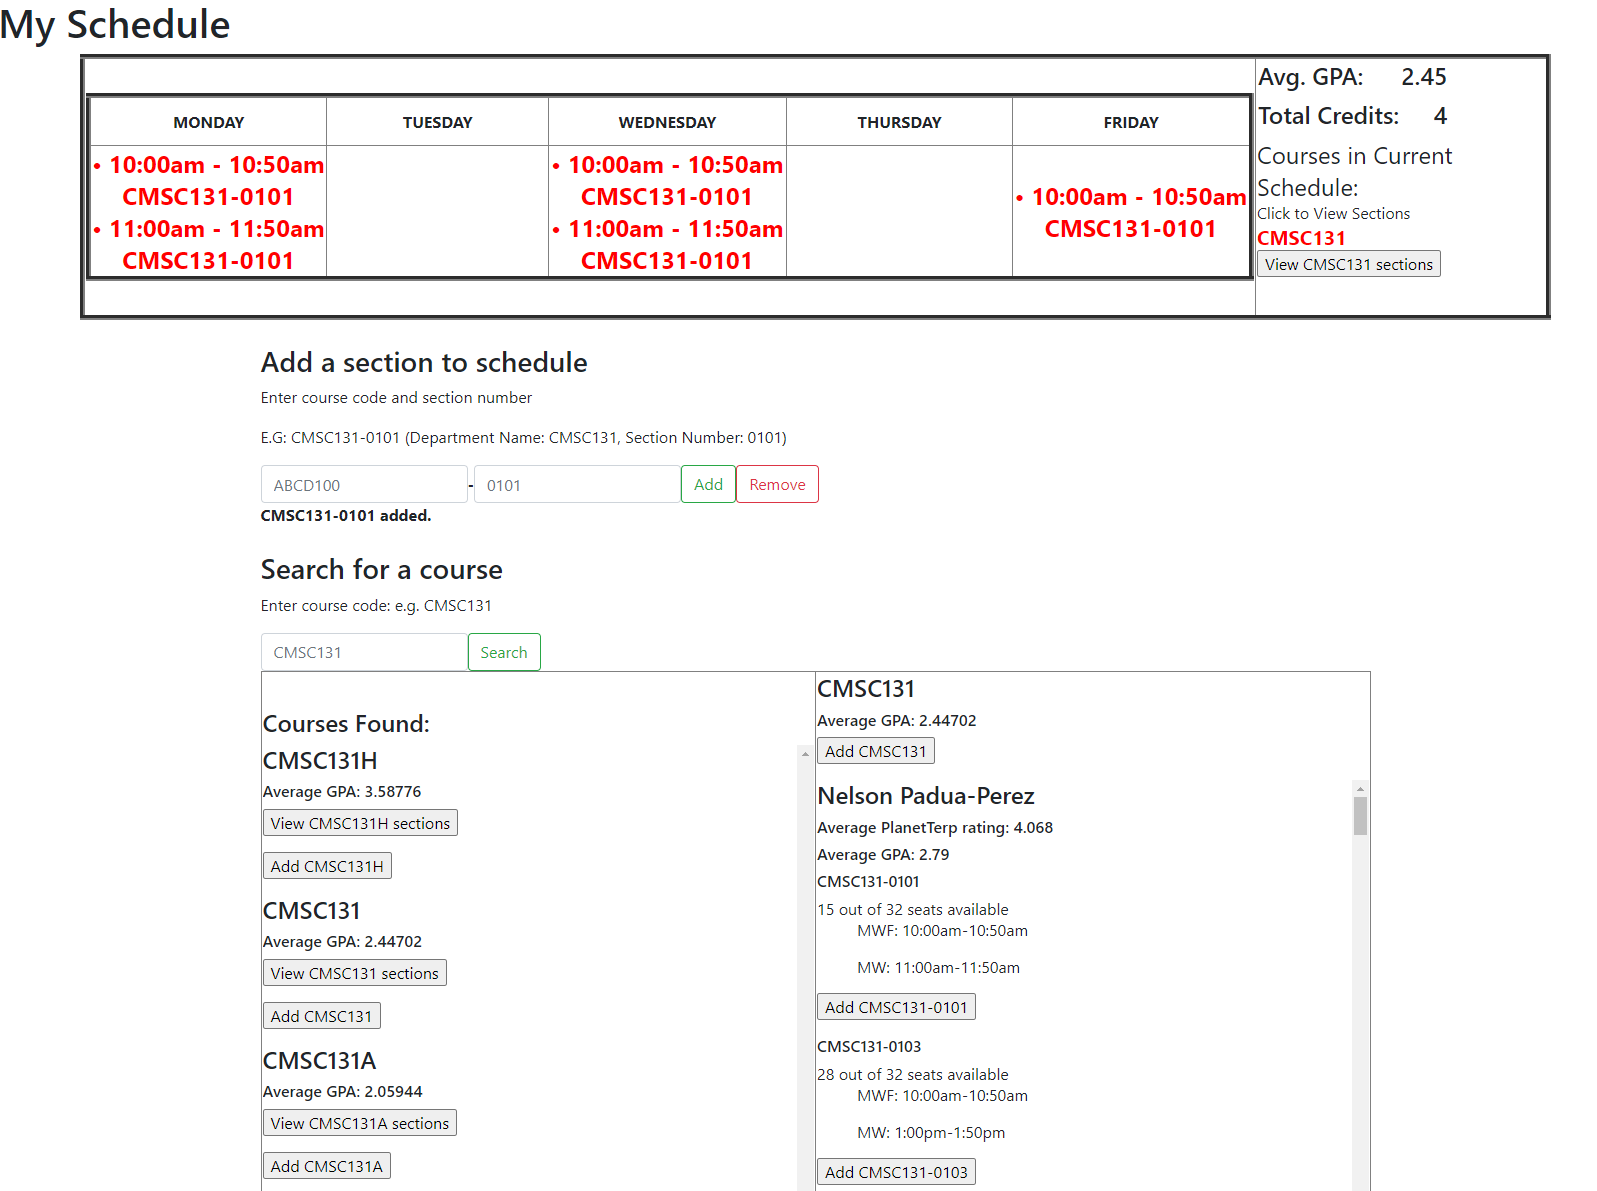 My Schedule
Avg. GPA: 2.45
Total Credits: 4
MONDAY TUESDAY WEDNESDAY THURSDAY FRIDAY
• 10:00am - 10:50am
CMSC131-0101
• 11:00am - 11:50am
CMSC131-0101
• 10:00am - 10:50am
CMSC131-0101
• 11:00am - 11:50am
CMSC131-0101
• 10:00am - 10:50am
CMSC131-0101
Courses in Current
Schedule:
Click to View Sections
CMSC131
View CMSC131 sections
Add a section to schedule
Enter course code and section number
E.G: CMSC131-0101 (Department Name: CMSC131, Section Number: 0101)
ABCD100 - 0101 Add Remove
CMSC131-0101 added.
Search for a course
Enter course code: e.g. CMSC131
CMSC131 Search
Courses Found:
CMSC131H
Average GPA: 3.58776
View CMSC131H sections
Add CMSC131H
CMSC131
Average GPA: 2.44702
View CMSC131 sections
Add CMSC131
CMSC131A
Average GPA: 2.05944
View CMSC131A sections
Add CMSC131A
CMSC131
Average GPA: 2.44702
Add CMSC131
Nelson Padua-Perez
Average PlanetTerp rating: 4.068
Average GPA: 2.79
CMSC131-0101
15 out of 32 seats available
MWF: 10:00am-10:50am
MW: 11:00am-11:50am
Add CMSC131-0101
CMSC131-0103
28 out of 32 seats available
MWF: 10:00am-10:50am
MW: 1:00pm-1:50pm
Add CMSC131-0103